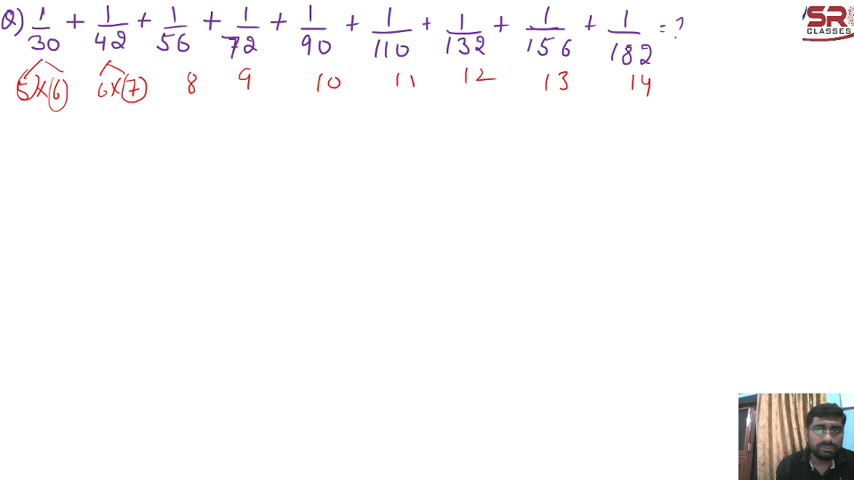 Q) 1/30 + 1/42 + 1/56 + 1/72 + 1/90 + 1/110 + 1/132 + 1/156 + 1/182 = ?
5×6 6×7 8 9 10 11 12 13 14
SR
CLASSES